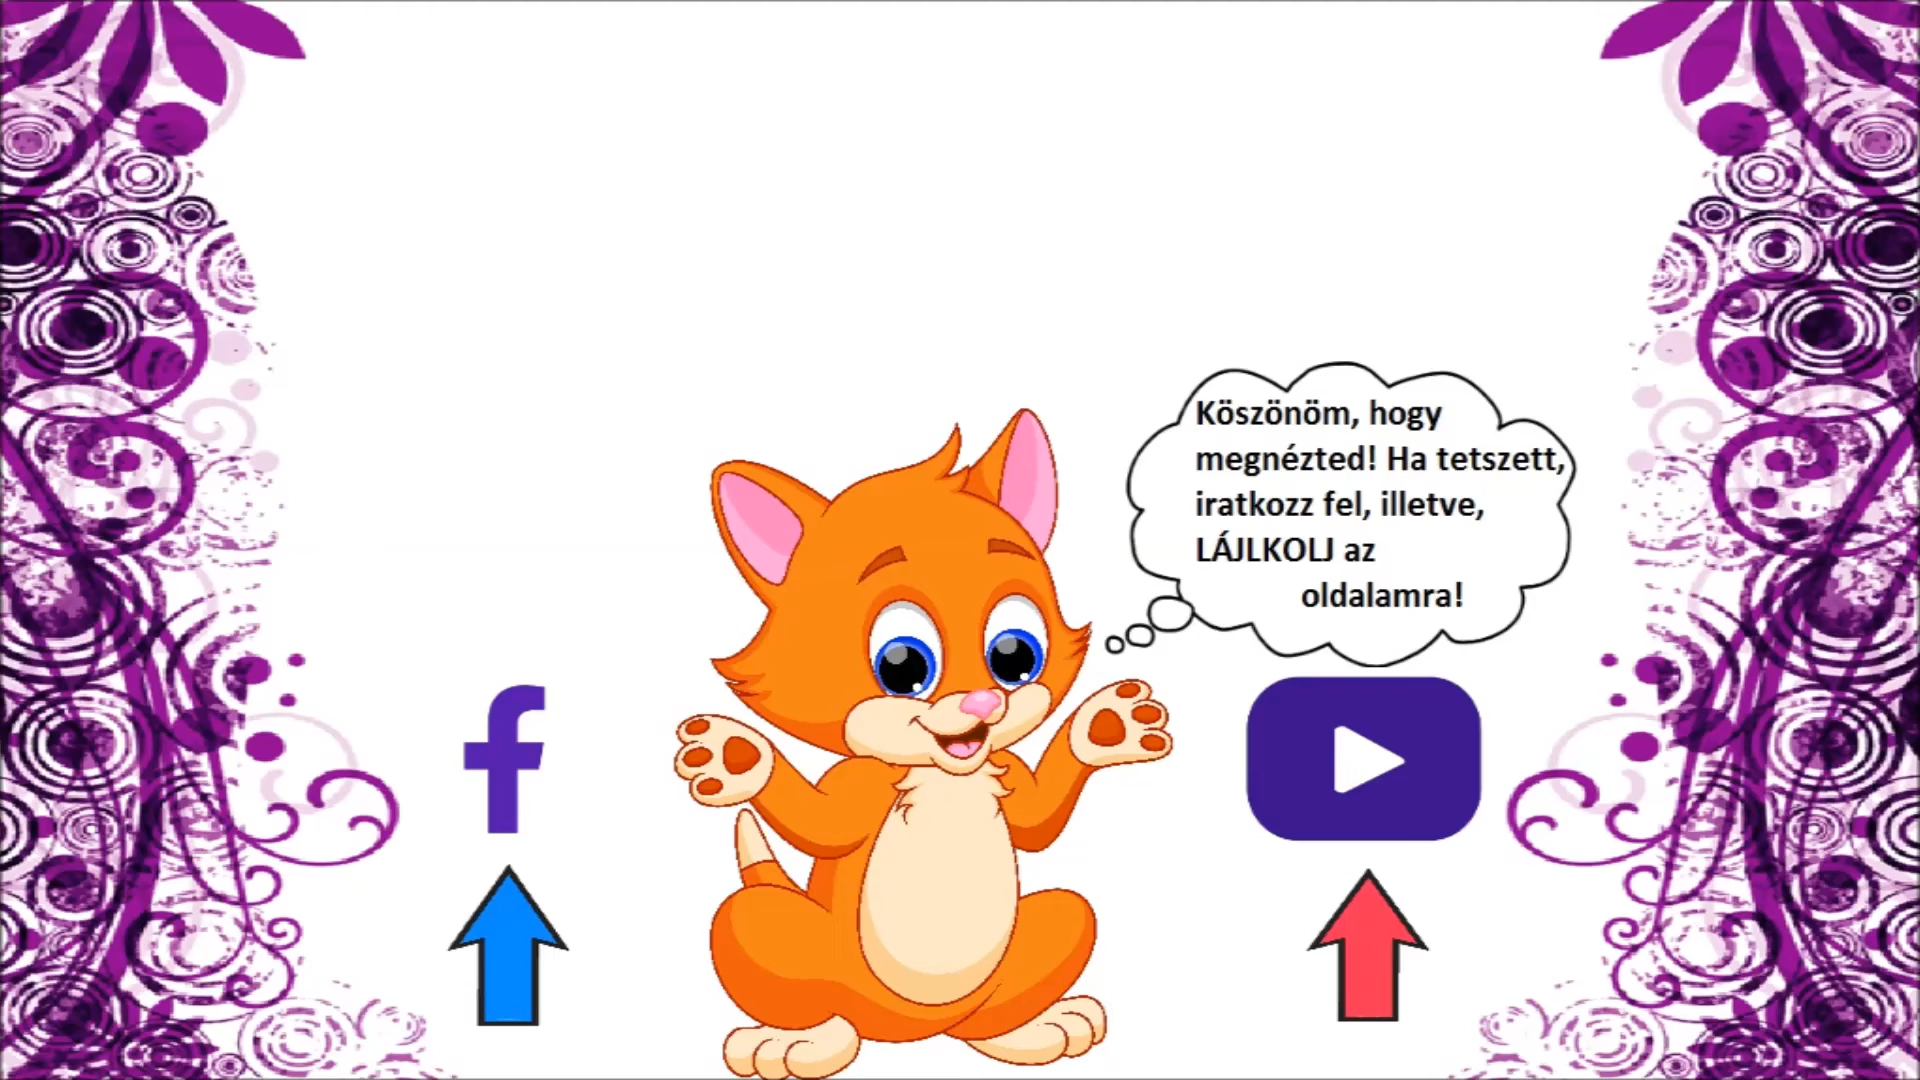 Köszönöm, hogy
megnézted! Ha tetszett,
iratkozz fel, illetve,
LÁJLKOLJ az
oldalamra!